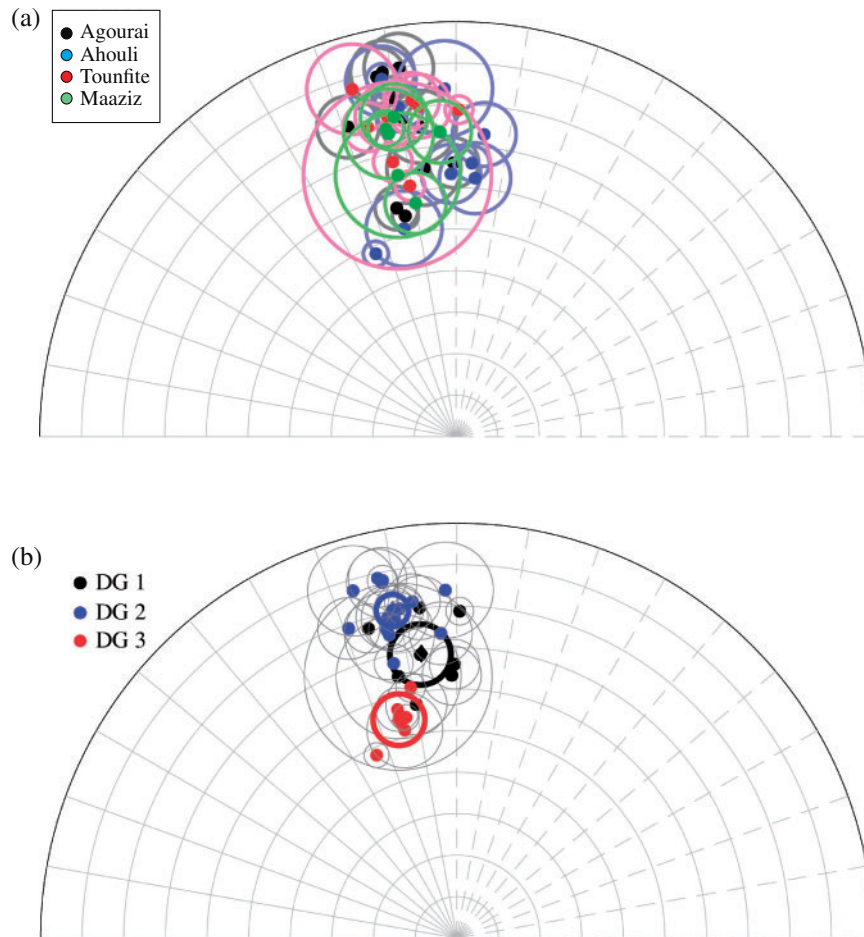 (a)
Agourai
Ahouli
Tounfite
Maaziz
(b)
DG 1
DG 2
DG 3